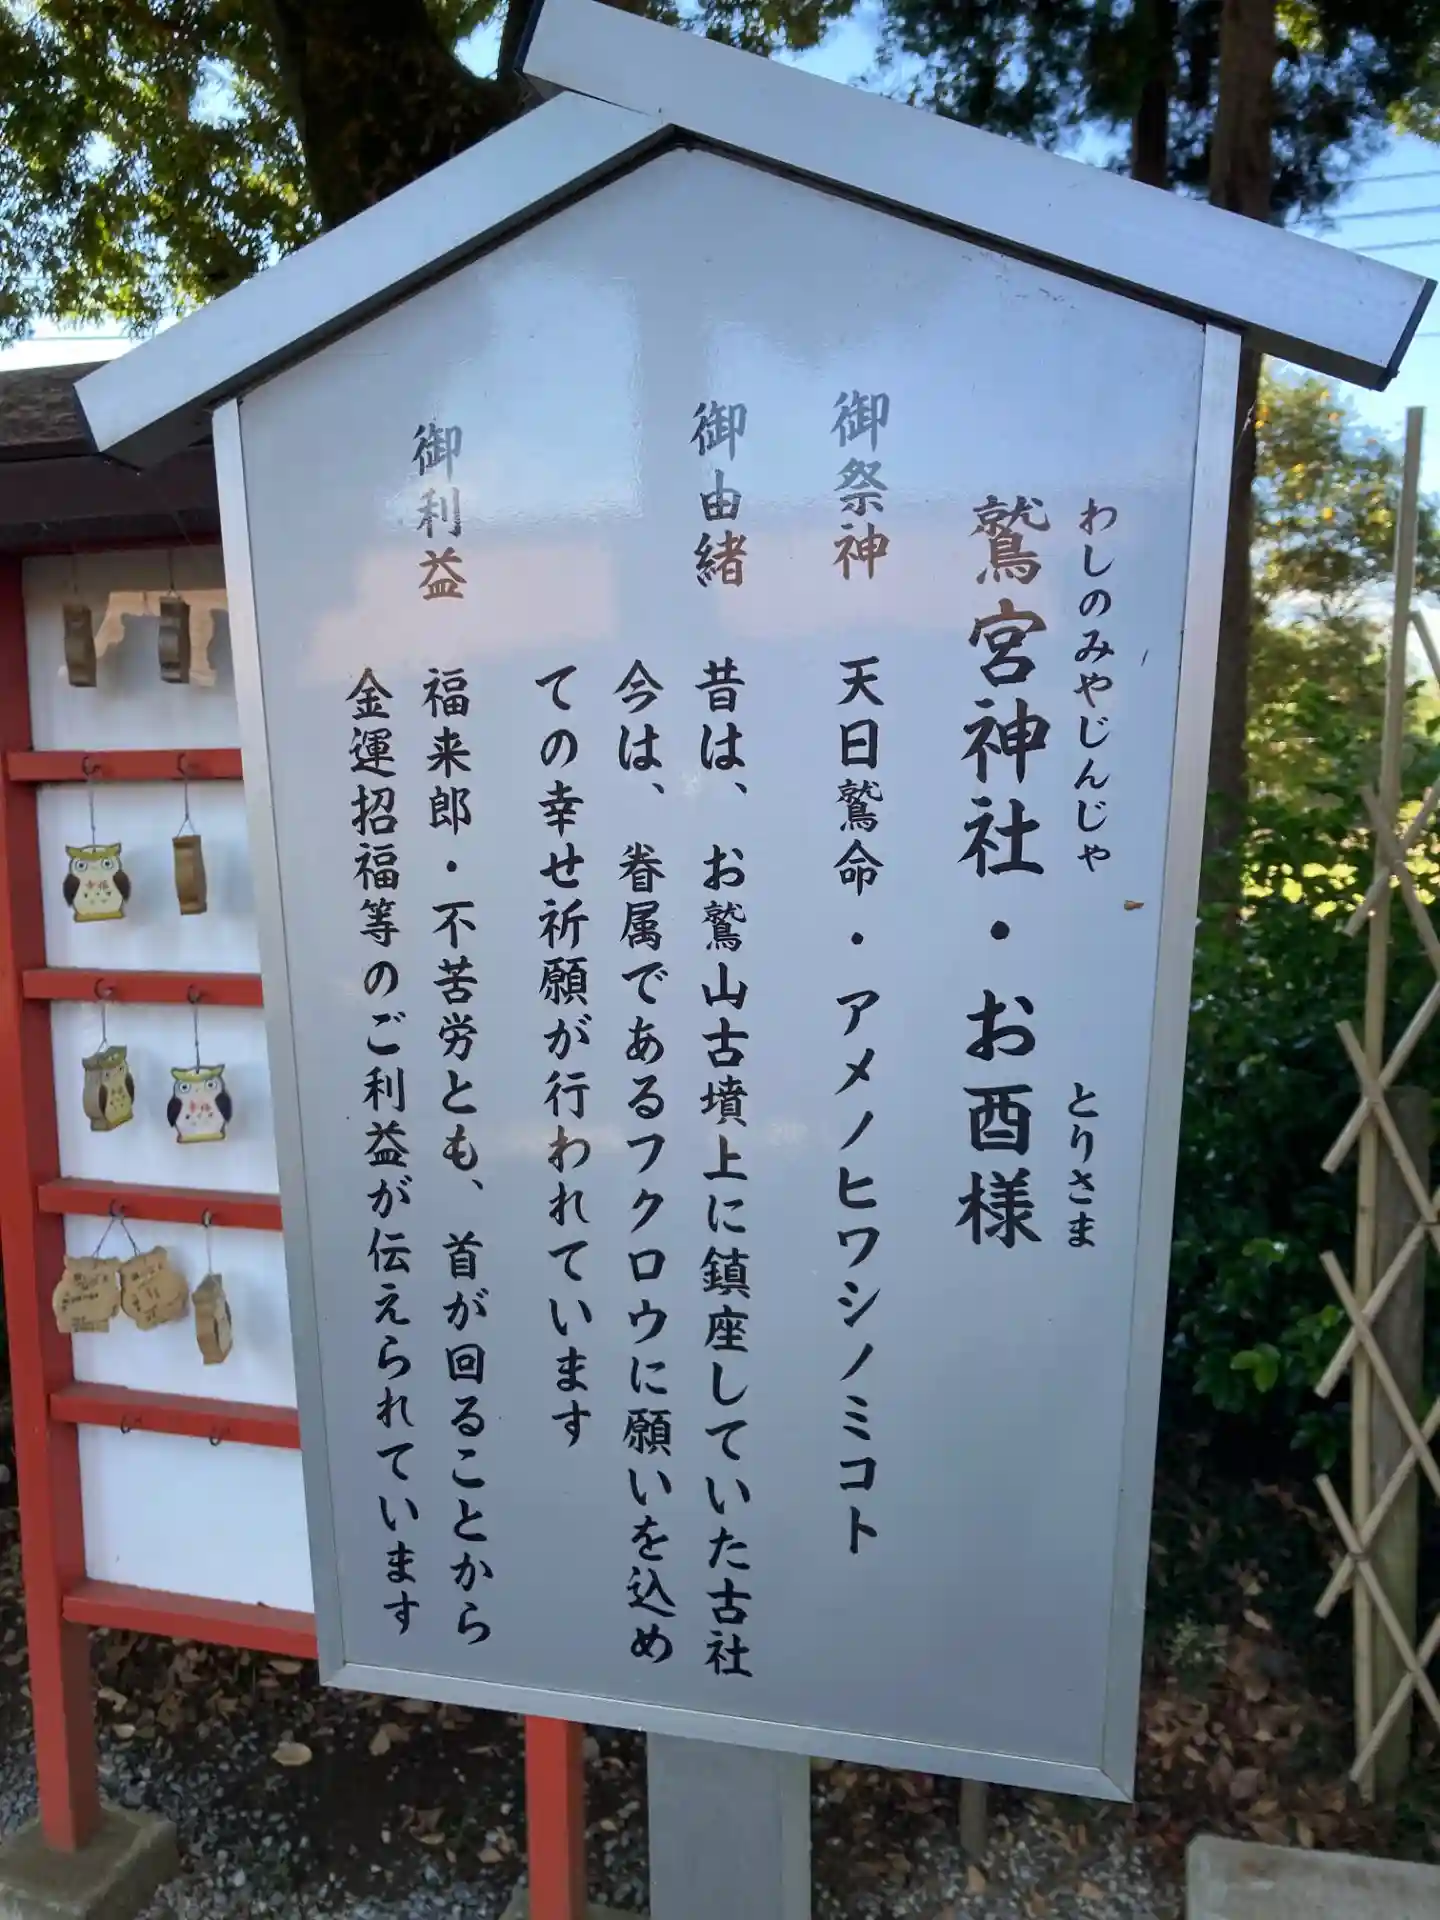 わしのみやじんじゃ　とりさま
鷲宮神社・お酉様
御祭神　天日鷲命・アメノヒワシノミコト
御由緒　昔は、お鷲山古墳上に鎮座していた古社
今は、眷属であるフクロウに願いを込め
ての幸せ祈願が行われています
御利益　福来郎・不苦労とも、首が回ることから
金運招福等のご利益が伝えられています